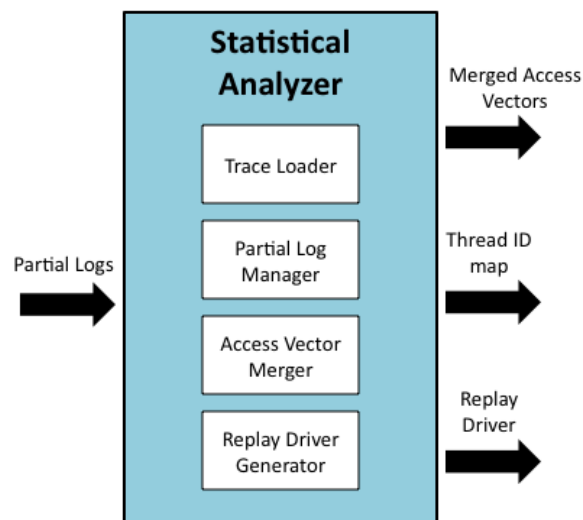 Statistical
Analyzer
Trace Loader
Partial Log
Manager
Access Vector
Merger
Replay Driver
Generator
Partial Logs
Merged Access
Vectors
Thread ID
map
Replay
Driver